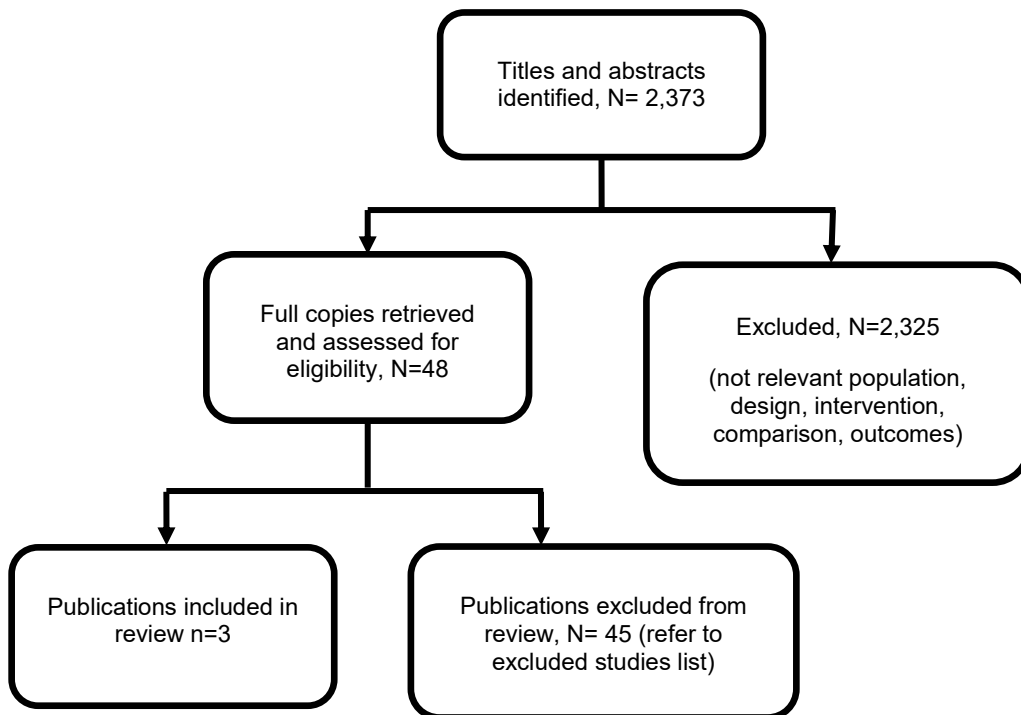 Titles and abstracts
identified, N= 2,373
Full copies retrieved
and assessed for
eligibility, N=48
Excluded, N=2,325
(not relevant population,
design, intervention,
comparison, outcomes)
Publications included in
review n=3
Publications excluded from
review, N= 45 (refer to
excluded studies list)